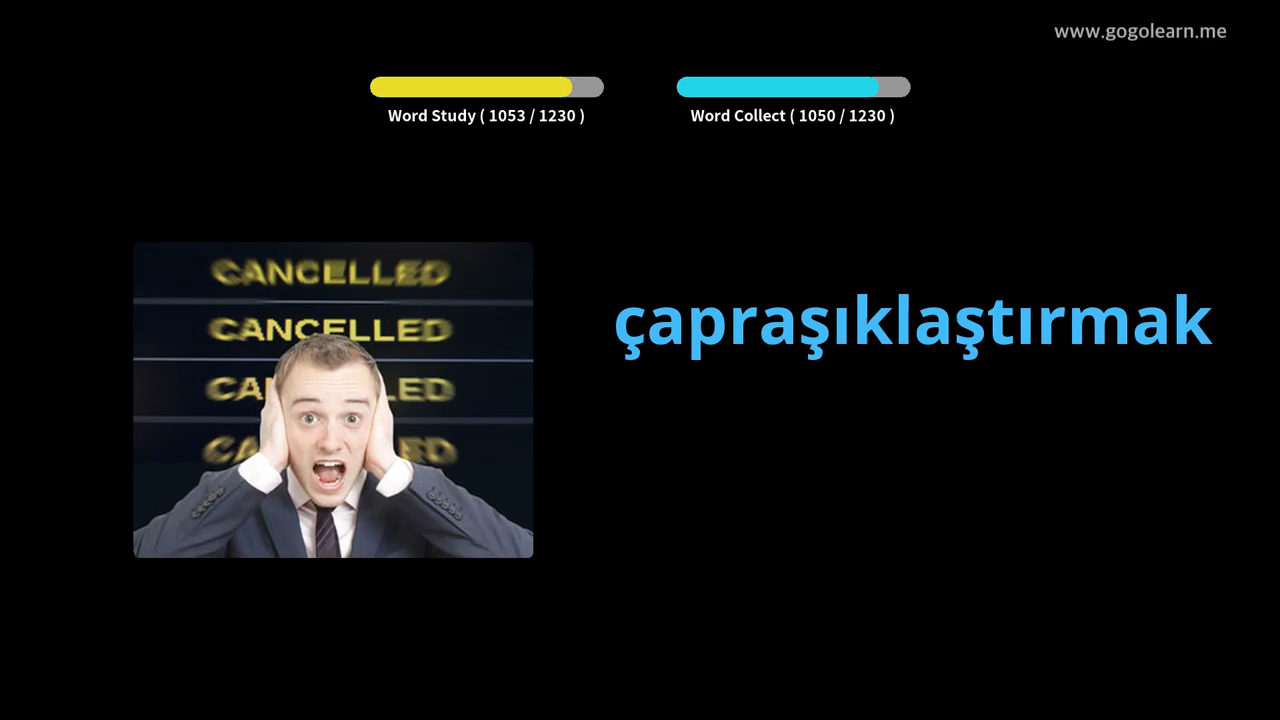 www.gogolearn.me
Word Study ( 1053 / 1230 )
Word Collect ( 1050 / 1230 )
CANCELLED
CANCELLED
çapraşıklaştırmak